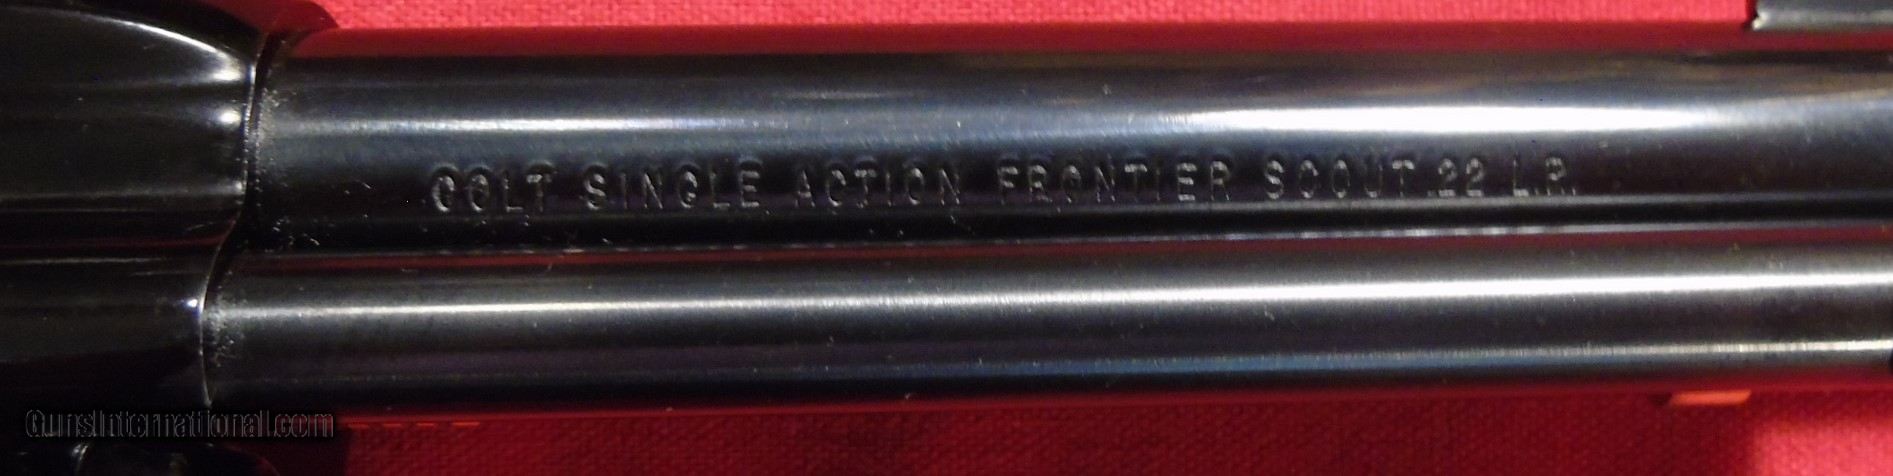 COLT SINGLE ACTION FRONTIER SCOUT .22 L.R.
GunsInternational.com